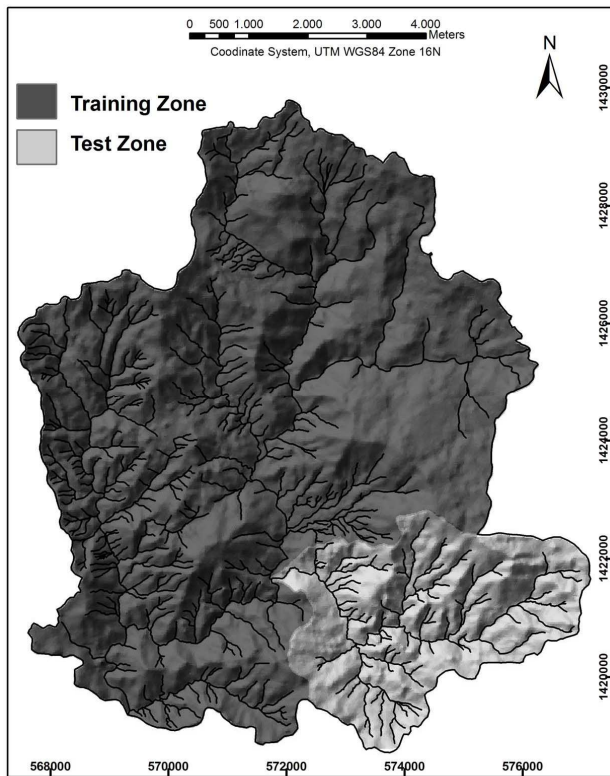 0 500 1.000 2.000 3.000 4.000
Meters
Coodinate System, UTM WGS84 Zone 16N
N
Training Zone
Test Zone
1430000
1428000
1426000
1424000
1422000
1420000
568000 570000 572000 574000 576000